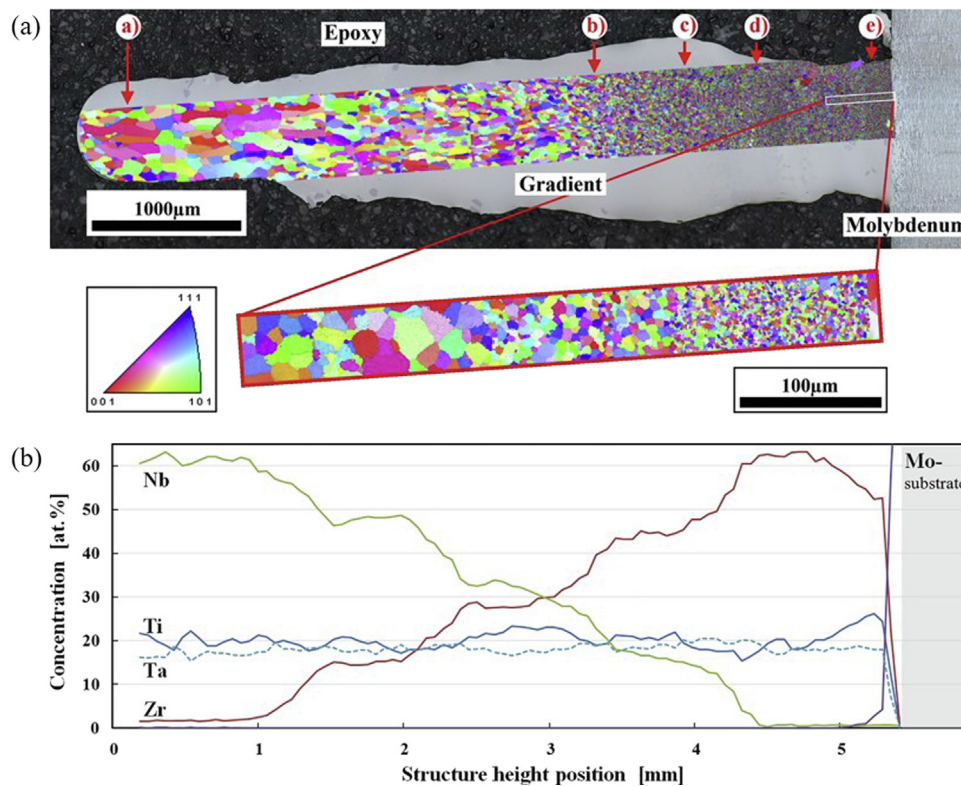 (a)
a)
b)
c)
d)
e)
Epoxy
1000µm
Gradient
Molybdenum
1 1 1
0 0 1
1 0 1
100µm
(b)
Concentration [at.%]
60
50
40
30
20
10
0
Nb
Ti
Ta
Zr
Mo-
substrate
0 1 2 3 4 5
Structure height position [mm]